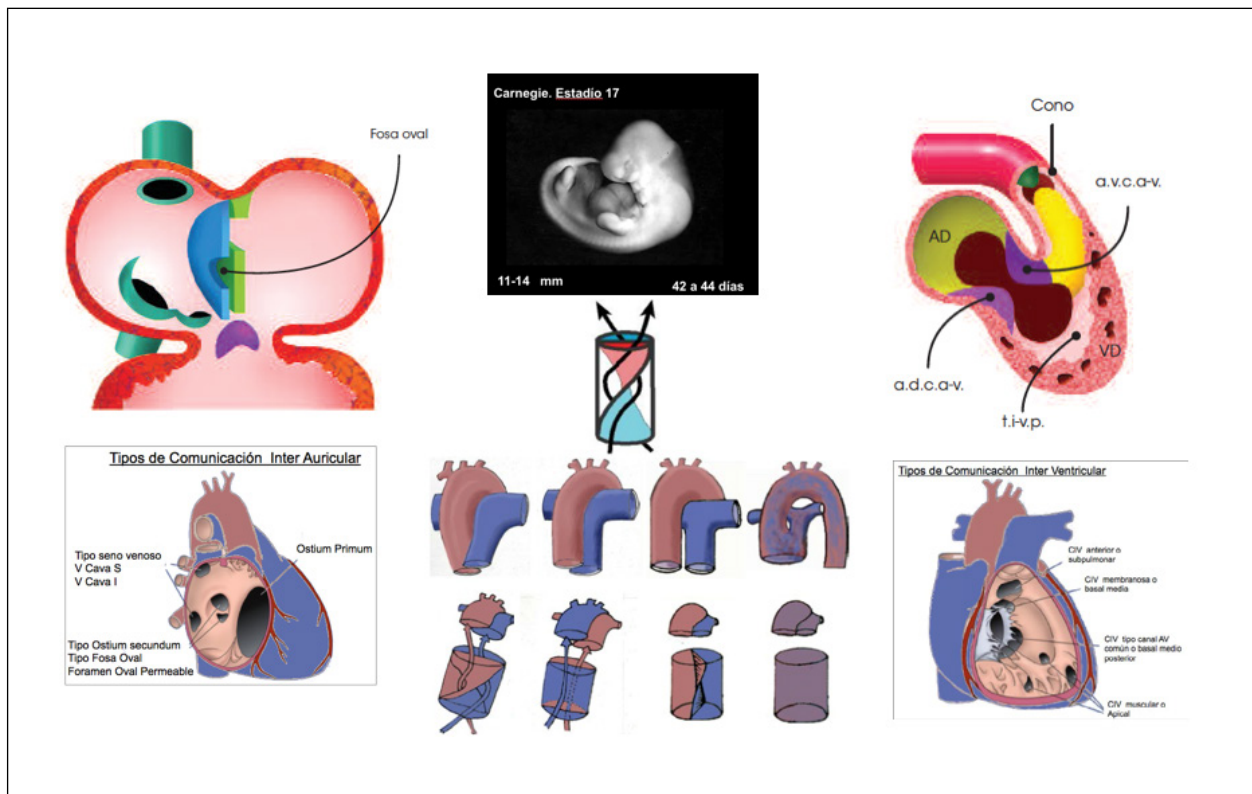 Fosa oval
Carnegie. Estadío 17
11-14 mm
42 a 44 días
Cono
a.v.c.a-v.
AD
VD
a.d.c.a-v.
t.i-v.p.
Tipos de Comunicación Inter Auricular
Ostium Primum
Tipo seno venoso
V Cava S
V Cava I
Tipo Ostium secundum
Tipo Fosa Oval
Foramen Oval Permeable
Tipos de Comunicación Inter Ventricular
CIV anterior o
subpulmonar
CIV membranosa o
basal media
CIV tipo canal AV
común o basal medio
posterior
CIV muscular o
Apical